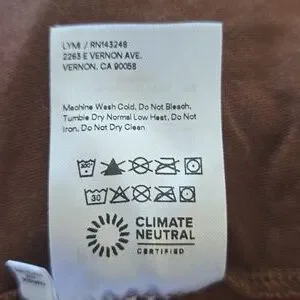 LYMI / RN143248
2263 E VERNON AVE.
VERNON, CA 90058
Machine Wash Cold, Do Not Bleach,
Tumble Dry Normal Low Heat, Do Not
Iron, Do Not Dry Clean
30
CLIMATE
NEUTRAL
CERTIFIED